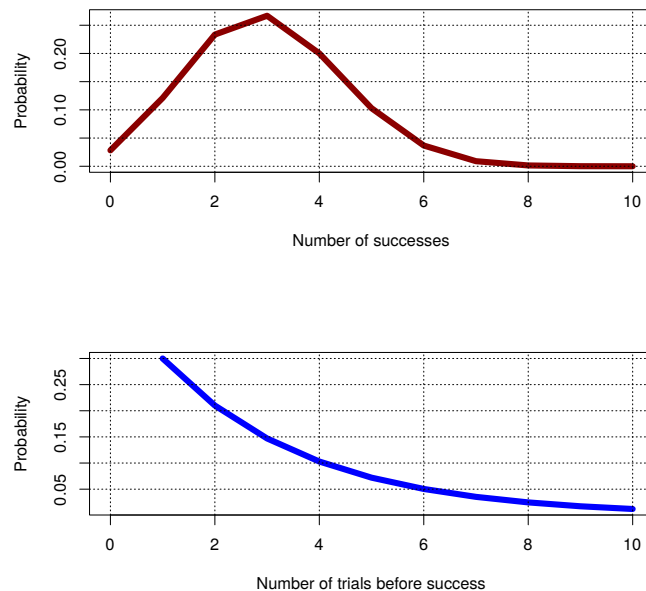 0.20
0.10
0.00
Probability
0 2 4 6 8 10
Number of successes
0.25
0.15
0.05
Probability
0 2 4 6 8 10
Number of trials before success